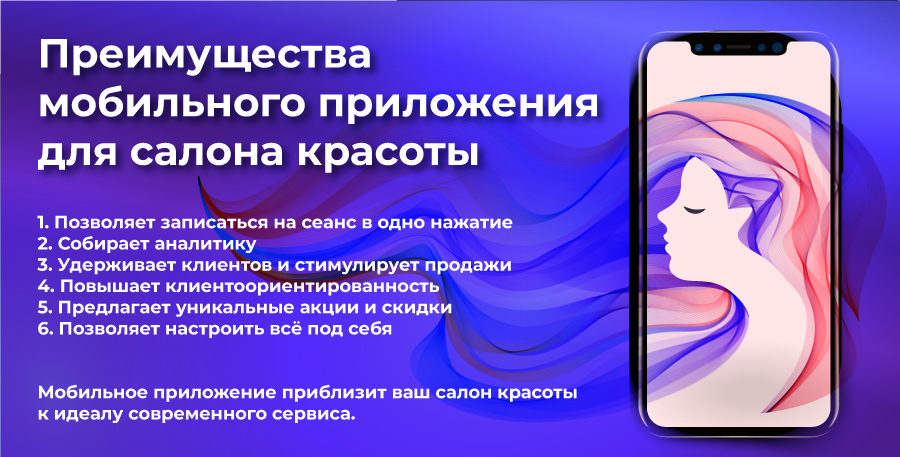 Преимущества
мобильного приложения
для салона красоты
1. Позволяет записаться на сеанс в одно нажатие
2. Собирает аналитику
3. Удерживает клиентов и стимулирует продажи
4. Повышает клиентоориентированность
5. Предлагает уникальные акции и скидки
6. Позволяет настроить всё под себя
Мобильное приложение приблизит ваш салон красоты
к идеалу современного сервиса.